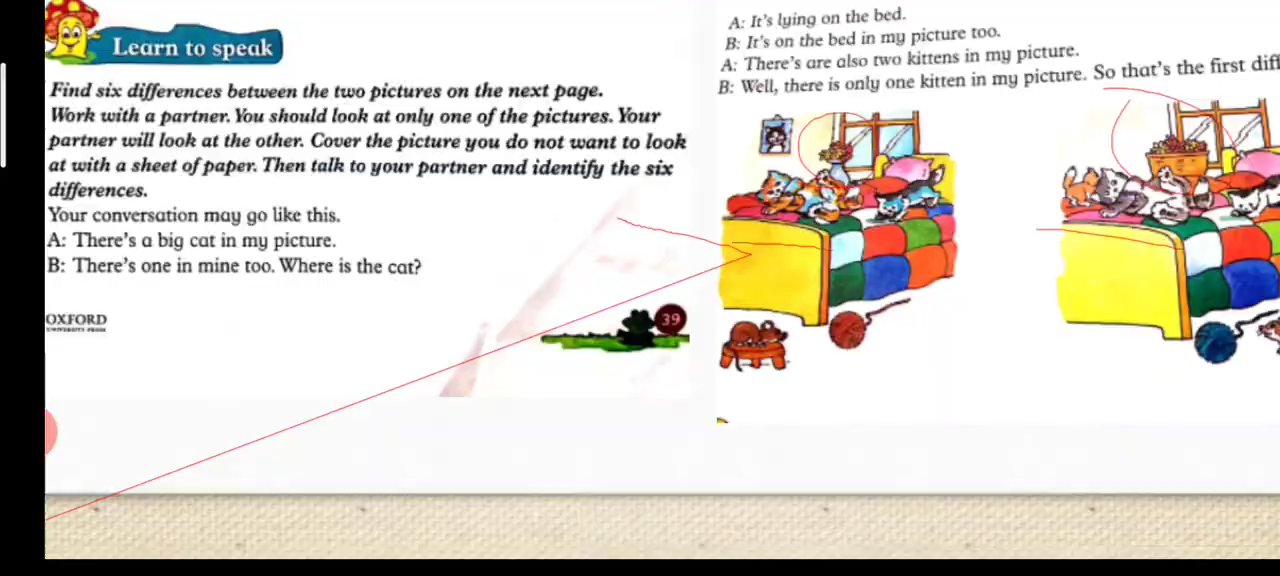 Learn to speak
Find six differences between the two pictures on the next page.
Work with a partner. You should look at only one of the pictures. Your
partner will look at the other. Cover the picture you do not want to look
at with a sheet of paper. Then talk to your partner and identify the six
differences.
Your conversation may go like this.
A: There's a big cat in my picture.
B: There's one in mine too. Where is the cat?
OXFORD
UNIVERSITY PRESS
39
A: It's lying on the bed.
B: It's on the bed in my picture too.
A: There's are also two kittens in my picture.
B: Well, there is only one kitten in my picture. So that's the first diff